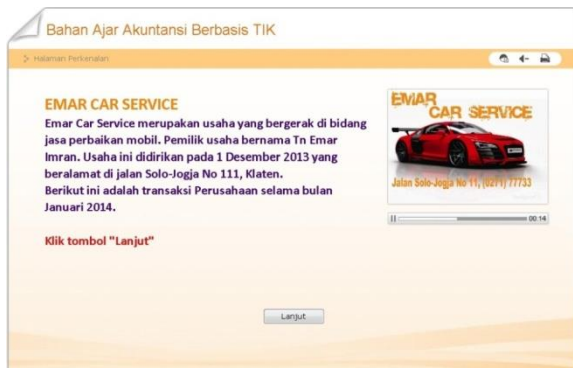 Bahan Ajar Akuntansi Berbasis TIK
Halaman Perkenalan
EMAR CAR SERVICE
Emar Car Service merupakan usaha yang bergerak di bidang
jasa perbaikan mobil. Pemilik usaha bernama Tn Emar
Imran. Usaha ini didirikan pada 1 Desember 2013 yang
beralamat di jalan Solo-Jogja No 111, Klaten.
Berikut ini adalah transaksi Perusahaan selama bulan
Januari 2014.
Klik tombol "Lanjut"
EMAR
CAR SERVICE
Jalan Solo-Jogja No 11, (0271) 77733
00:14
Lanjut